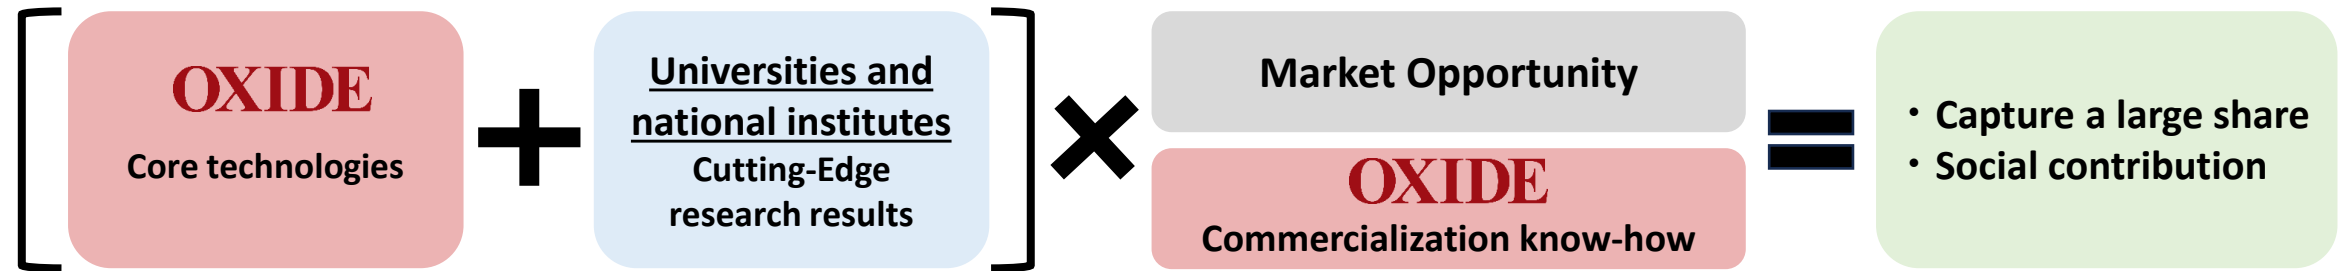 OXIDE
Core technologies
+
Universities and
national institutes
Cutting-Edge
research results
×
Market Opportunity
OXIDE
Commercialization know-how
=
・Capture a large share
・Social contribution